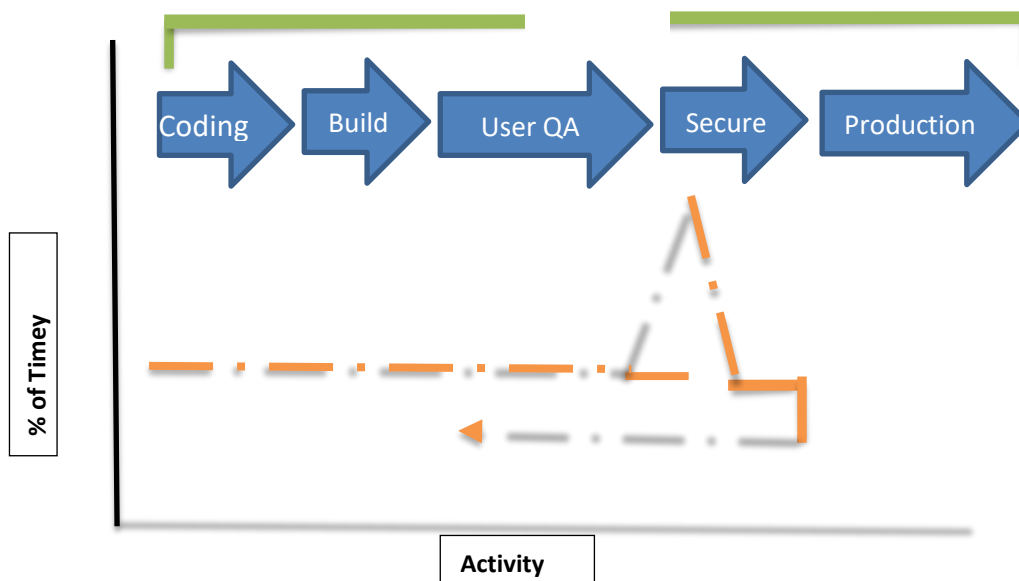 Coding
Build
User QA
Secure
Production
% of Timey
Activity